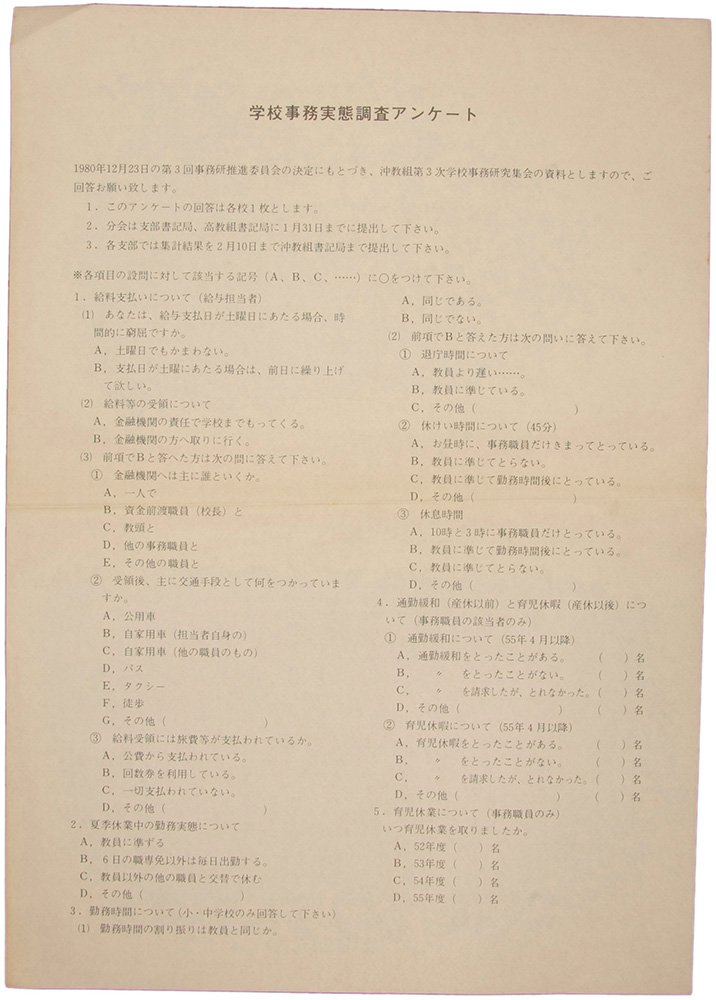 学校事務実態調査アンケート
1980年12月23日の第3回事務研推進委員会の決定にもとづき、沖教組第3次学校事務研究集会の資料としますので、ご
回答お願い致します。
1．このアンケートの回答は各校1枚とします。
2．分会は支部書記局、高教組書記局に1月31日までに提出して下さい。
3．各支部では集計結果を2月10日まで沖教組書記局まで提出して下さい。
※各項目の設問に対して該当する記号（A、B、C、……）に○をつけて下さい。
1．給料支払いについて（給与担当者）
(1) あなたは、給与支払日が土曜日にあたる場合、時
間的に窮屈ですか。
A，土曜日でもかまわない。
B，支払日が土曜にあたる場合は、前日に繰り上げ
て欲しい。
(2) 給料等の受領について
A，金融機関の責任で学校までもってくる。
B，金融機関の方へ取りに行く。
(3) 前項でBと答へた方は次の問に答えて下さい。
① 金融機関へは主に誰といくか。
A，一人で
B，資金前渡職員（校長）と
C，教頭と
D，他の事務職員と
E，その他の職員と
② 受領後、主に交通手段として何をつかっていま
すか。
A，公用車
B，自家用車（担当者自身の）
C，自家用車（他の職員のもの）
D，バス
E，タクシー
F，徒歩
G，その他（　　　　　　　）
③ 給料受領には旅費等が支払われているか。
A，公費から支払われている。
B，回数券を利用している。
C，一切支払われていない。
D，その他（　　　　　　　）
2．夏季休業中の勤務実態について
A，教員に準ずる
B，6日の職専免以外は毎日出勤する。
C，教員以外の他の職員と交替で休む
D，その他（　　　　　　　）
3．勤務時間について（小・中学校のみ回答して下さい）
(1) 勤務時間の割り振りは教員と同じか。
A，同じである。
B，同じでない。
(2) 前項でBと答えた方は次の問いに答えて下さい。
① 退庁時間について
A，教員より遅い……。
B，教員に準じている。
C，その他（　　　　　　　）
② 休けい時間について（45分）
A，お昼時に、事務職員だけきまってとっている。
B，教員に準じてとらない。
C，教員に準じて勤務時間後にとっている。
D，その他（　　　　　　　）
③ 休息時間
A，10時と3時に事務職員だけとっている。
B，教員に準じて勤務時間後にとっている。
C，教員に準じてとらない。
D，その他（　　　　　　　）
4．通勤緩和（産休以前）と育児休暇（産休以後）につ
いて（事務職員の該当者のみ）
① 通勤緩和について（55年4月以降）
A，通勤緩和をとったことがある。　（　）名
B，　〃　をとったことがない。　（　）名
C，　〃　を請求したが、とれなかった。（　）名
D，その他（　　　　　　　）　（　）名
② 育児休暇について（55年4月以降）
A，育児休暇をとったことがある。　（　）名
B，　〃　をとったことがない。　（　）名
C，　〃　を請求したが、とれなかった。（　）名
D，その他（　　　　　　　）　（　）名
5．育児休業について（事務職員のみ）
いつ育児休業を取りましたか。
A，52年度（　）名
B，53年度（　）名
C，54年度（　）名
D，55年度（　）名